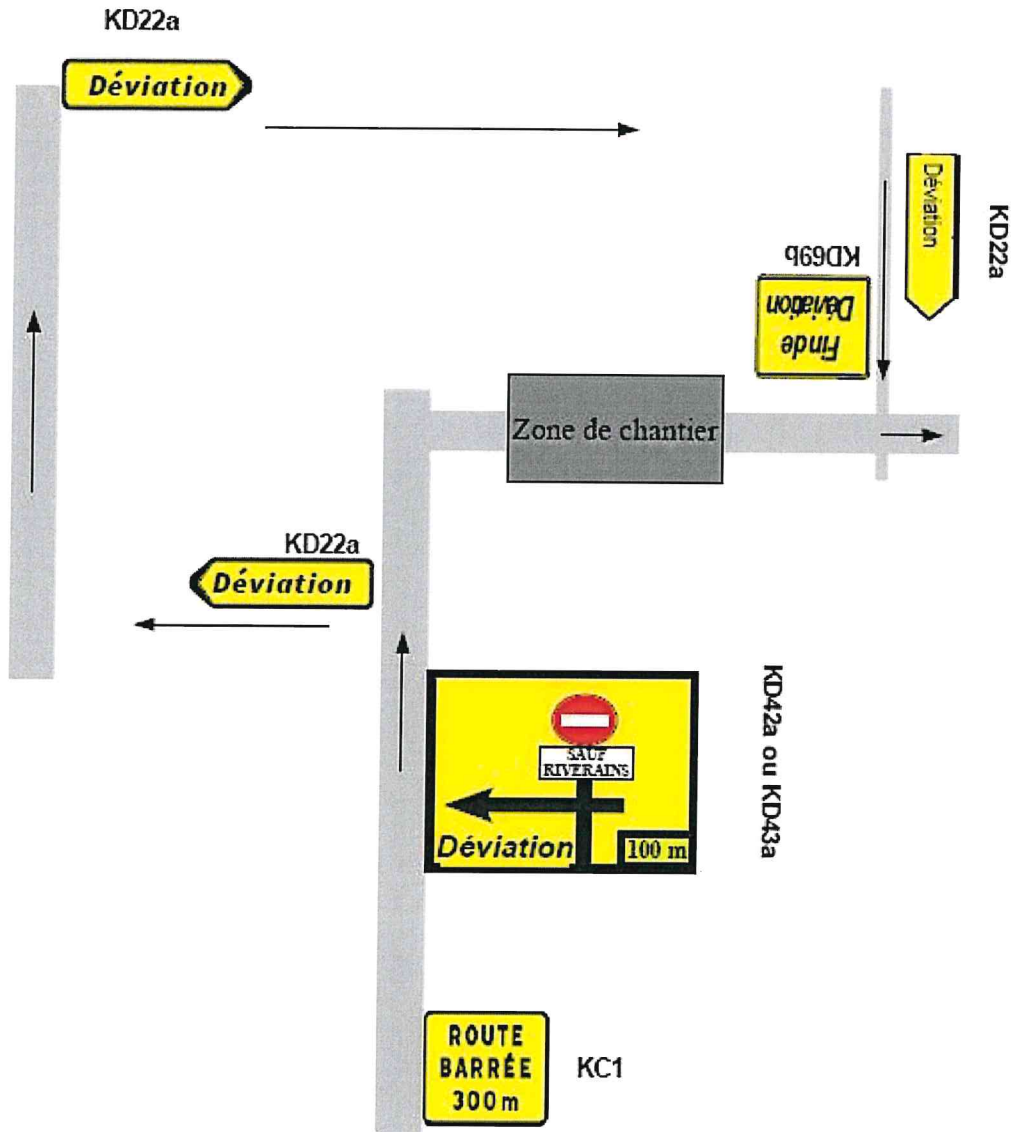 KD22a
Déviation
Déviation
KD22a
KD69b
Fin de
Déviation
Zone de chantier
KD22a
Déviation
SAUF
RIVERAINS
Déviation
100 m
KD42a ou KD43a
ROUTE
BARRÉE
300 m
KC1